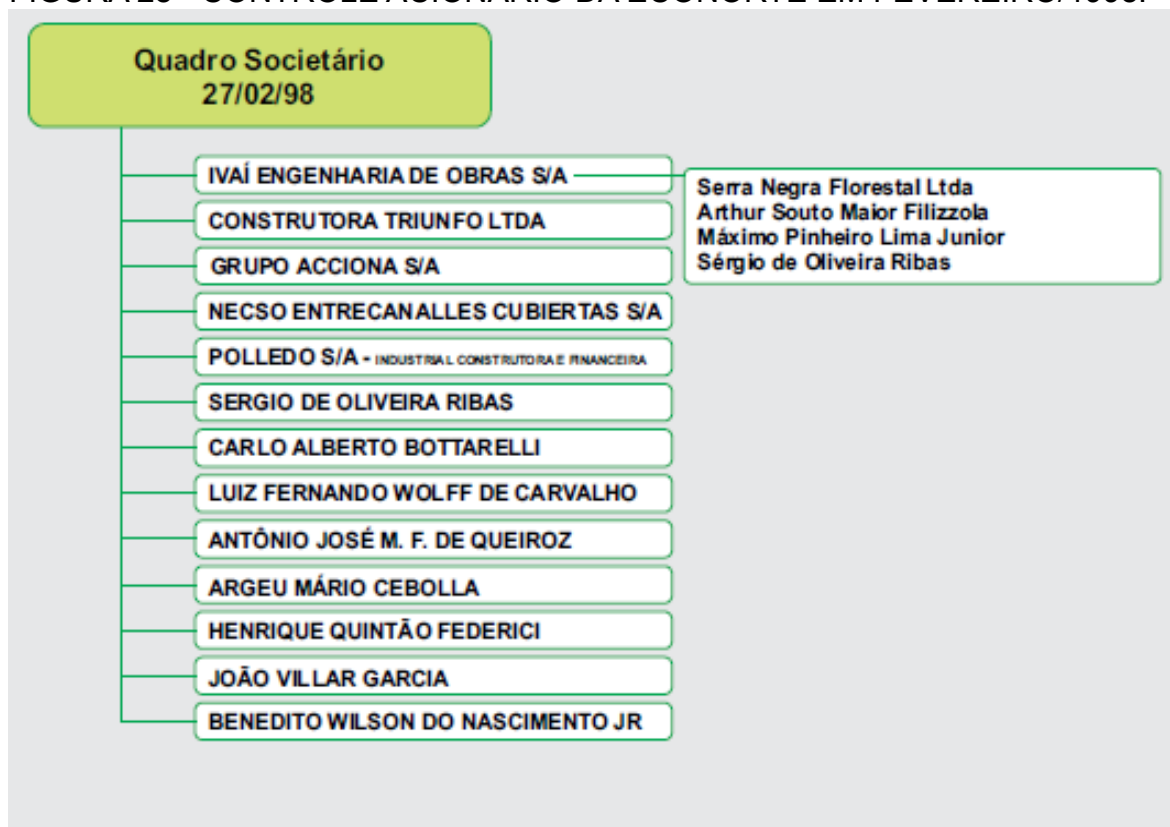 Quadro Societário
27/02/98
IVAÍ ENGENHARIA DE OBRAS S/A
Serra Negra Florestal Ltda
Arthur Souto Maior Filizzola
Máximo Pinheiro Lima Junior
Sérgio de Oliveira Ribas
CONSTRUTORA TRIUNFO LTDA
GRUPO ACCIONA S/A
NECSO ENTRECANALLES CUBIERTAS S/A
POLLEDO S/A - INDUSTRIAL CONSTRUTORA E FINANCEIRA
SERGIO DE OLIVEIRA RIBAS
CARLO ALBERTO BOTTARELLI
LUIZ FERNANDO WOLFF DE CARVALHO
ANTÔNIO JOSÉ M. F. DE QUEIROZ
ARGEU MÁRIO CEBOLLA
HENRIQUE QUINTÃO FEDERICI
JOÃO VILLAR GARCIA
BENEDITO WILSON DO NASCIMENTO JR